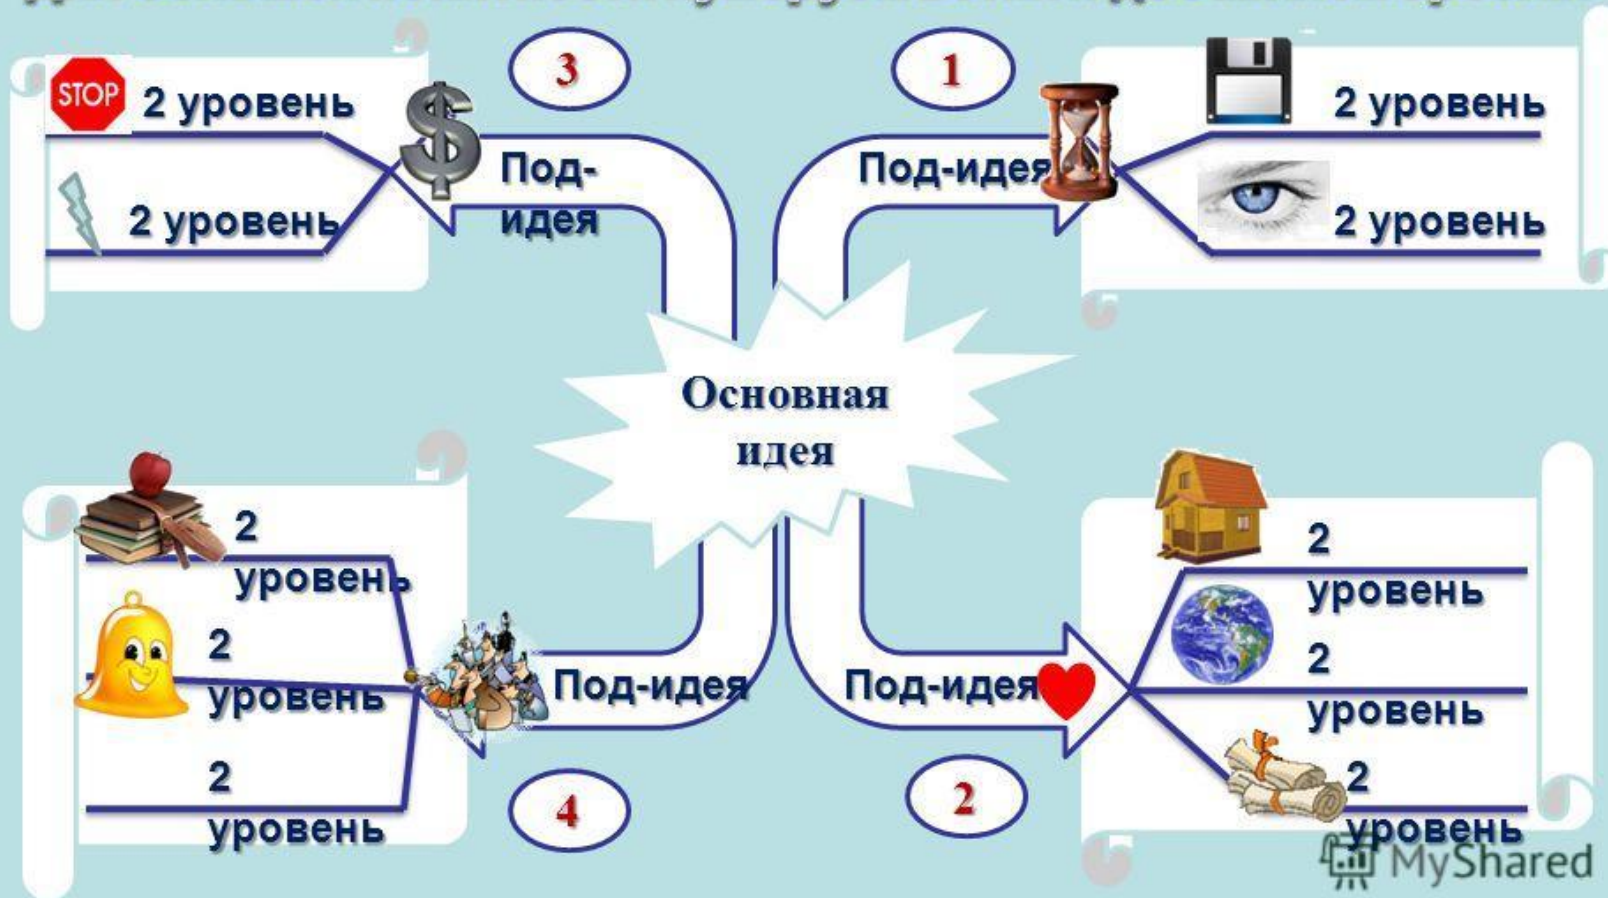 3
1
STOP
2 уровень
2 уровень
Под-
идея
Под-идея
2 уровень
2 уровень
Основная
идея
2
уровень
2
уровень
2
уровень
Под-идея
Под-идея
2
уровень
2
уровень
2
уровень
4
2
MyShared